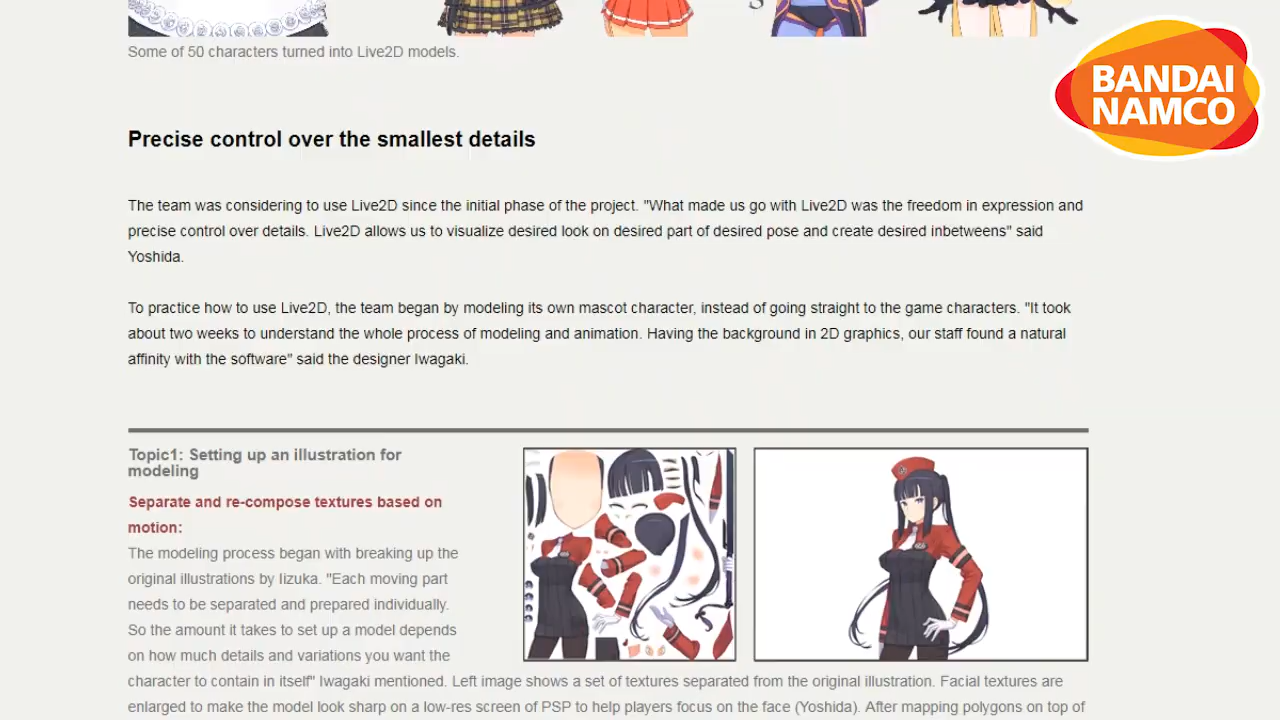 Some of 50 characters turned into Live2D models.
BANDAI
NAMCO
Precise control over the smallest details
The team was considering to use Live2D since the initial phase of the project. "What made us go with Live2D was the freedom in expression and
precise control over details. Live2D allows us to visualize desired look on desired part of desired pose and create desired inbetweens" said
Yoshida.
To practice how to use Live2D, the team began by modeling its own mascot character, instead of going straight to the game characters. "It took
about two weeks to understand the whole process of modeling and animation. Having the background in 2D graphics, our staff found a natural
affinity with the software" said the designer Iwagaki.
Topic1: Setting up an illustration for
modeling
Separate and re-compose textures based on
motion:
The modeling process began with breaking up the
original illustrations by Iizuka. "Each moving part
needs to be separated and prepared individually.
So the amount it takes to set up a model depends
on how much details and variations you want the
character to contain in itself" Iwagaki mentioned. Left image shows a set of textures separated from the original illustration. Facial textures are
enlarged to make the model look sharp on a low-res screen of PSP to help players focus on the face (Yoshida). After mapping polygons on top of